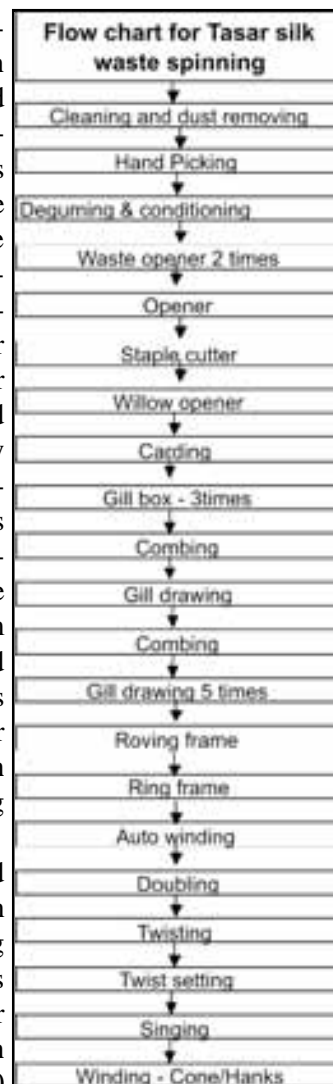 Flow chart for Tasar silk
waste spinning
Cleaning and dust removing
Hand Picking
Deguming & conditioning
Waste opener 2 times
Opener
Staple cutter
Willow opener
Carding
Gill box - 3times
Combing
Gill drawing
Combing
Gill drawing 5 times
Roving frame
Ring frame
Auto winding
Doubling
Twisting
Twist setting
Singing
Winding - Cone/Hanks